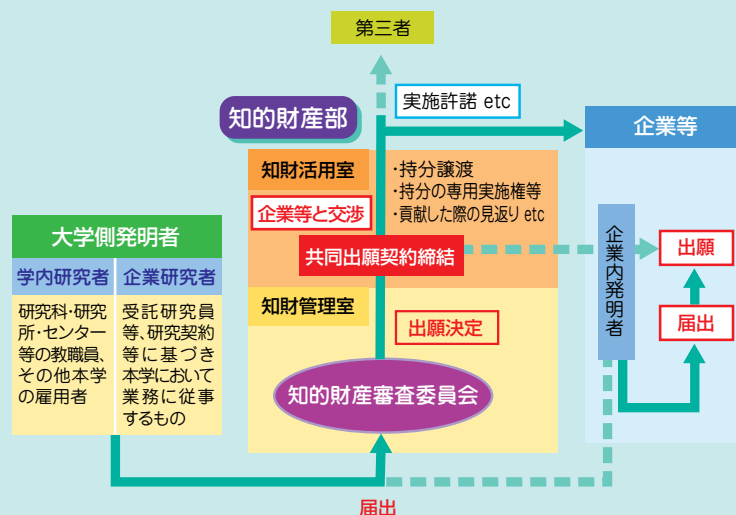 第三者
実施許諾 etc
知的財産部
企業等
知財活用室
・持分譲渡
・持分の専用実施権等
・貢献した際の見返り etc
企業等と交渉
大学側発明者
共同出願契約締結
企業内発明者
出願
学内研究者
企業研究者
知財管理室
研究科・研究
所・センター
等の教職員、
その他本学
の雇用者
受託研究員
等、研究契約
等に基づき
本学において
業務に従事
するもの
出願決定
届出
知的財産審査委員会
届出